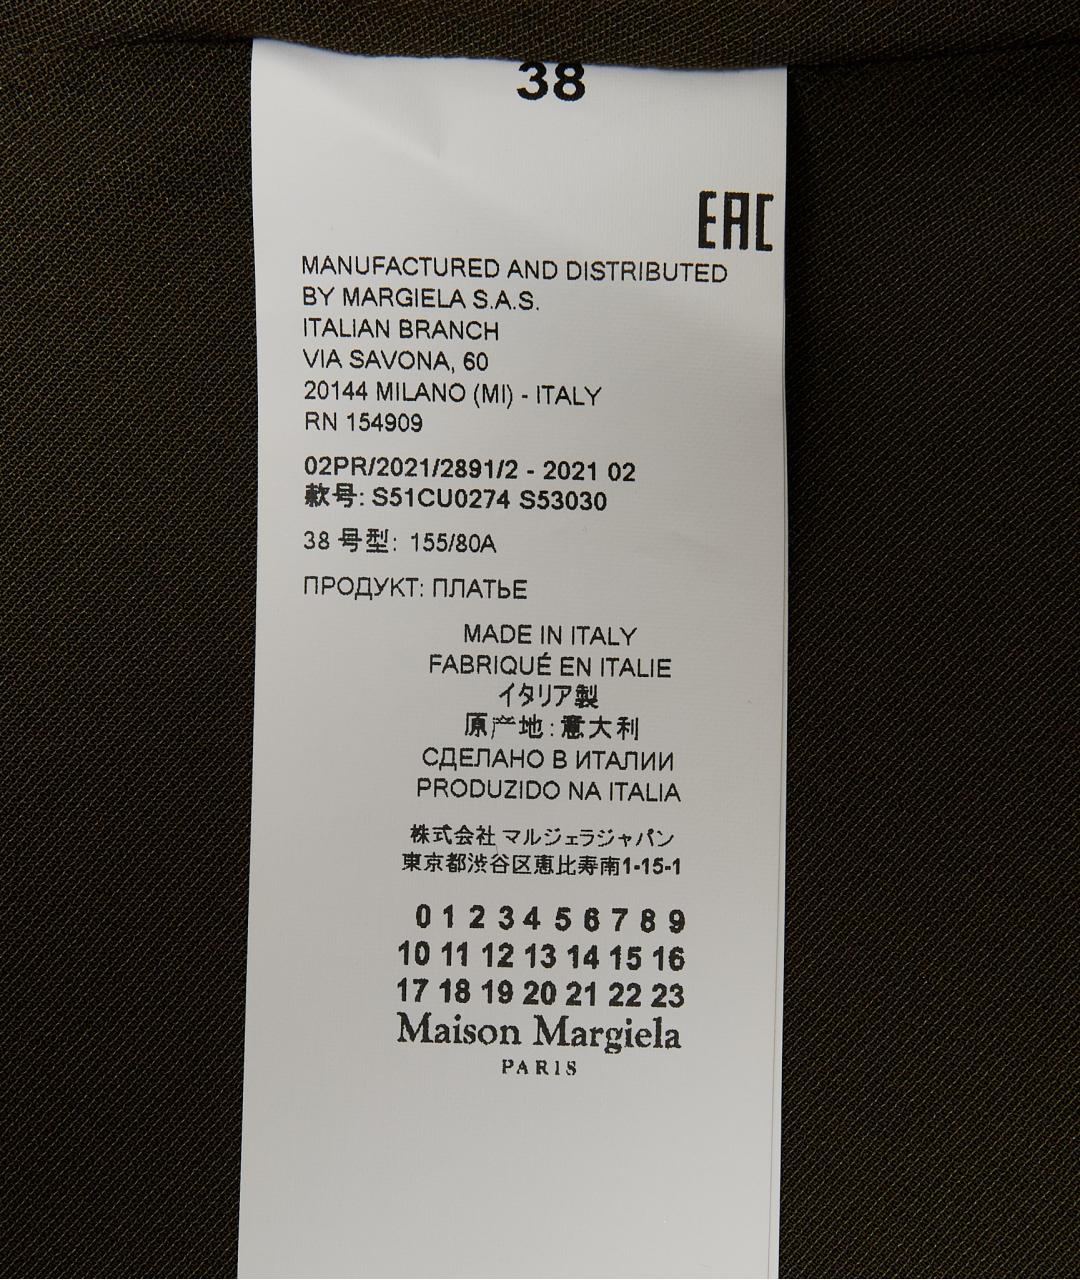 38
EAC
MANUFACTURED AND DISTRIBUTED
BY MARGIELA S.A.S.
ITALIAN BRANCH
VIA SAVONA, 60
20144 MILANO (MI) - ITALY
RN 154909
02PR/2021/2891/2 - 2021 02
款号: S51CU0274 S53030
38 号型: 155/80A
ПРОДУКТ: ПЛАТЬЕ
MADE IN ITALY
FABRIQUÉ EN ITALIE
イタリア製
原产地: 意大利
СДЕЛАНО В ИТАЛИИ
PRODUZIDO NA ITALIA
株式会社 マルジェラジャパン
東京都渋谷区恵比寿南1-15-1
0 1 2 3 4 5 6 7 8 9
10 11 12 13 14 15 16
17 18 19 20 21 22 23
Maison Margiela
PARIS